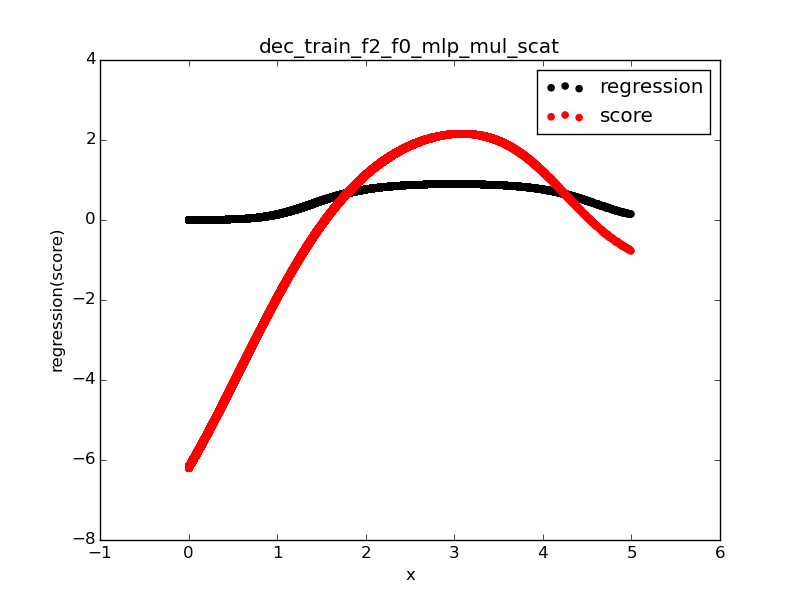 dec_train_f2_f0_mlp_mul_scat
regression
score
4
2
0
−2
−4
−6
−8
regression(score)
−1 0 1 2 3 4 5 6
x